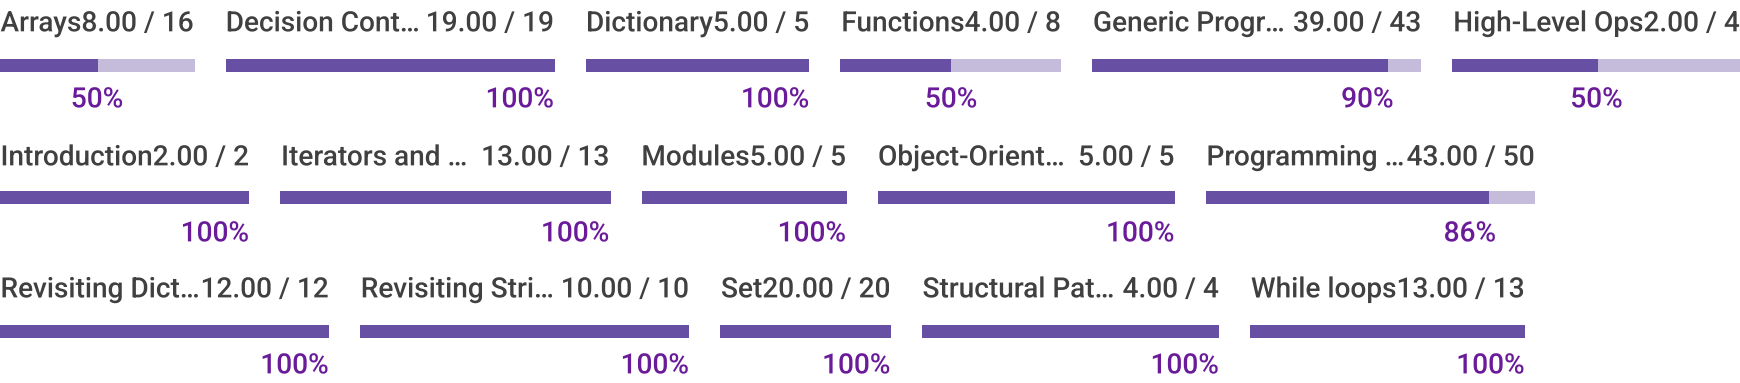 Arrays8.00 / 16 Decision Cont... 19.00 / 19 Dictionary5.00 / 5 Functions4.00 / 8 Generic Progr... 39.00 / 43 High-Level Ops2.00 / 4
50% 100% 100% 50% 90% 50%
Introduction2.00 / 2 Iterators and ... 13.00 / 13 Modules5.00 / 5 Object-Orient... 5.00 / 5 Programming ...43.00 / 50
100% 100% 100% 100% 86%
Revisiting Dict...12.00 / 12 Revisiting Stri... 10.00 / 10 Set20.00 / 20 Structural Pat... 4.00 / 4 While loops13.00 / 13
100% 100% 100% 100% 100%